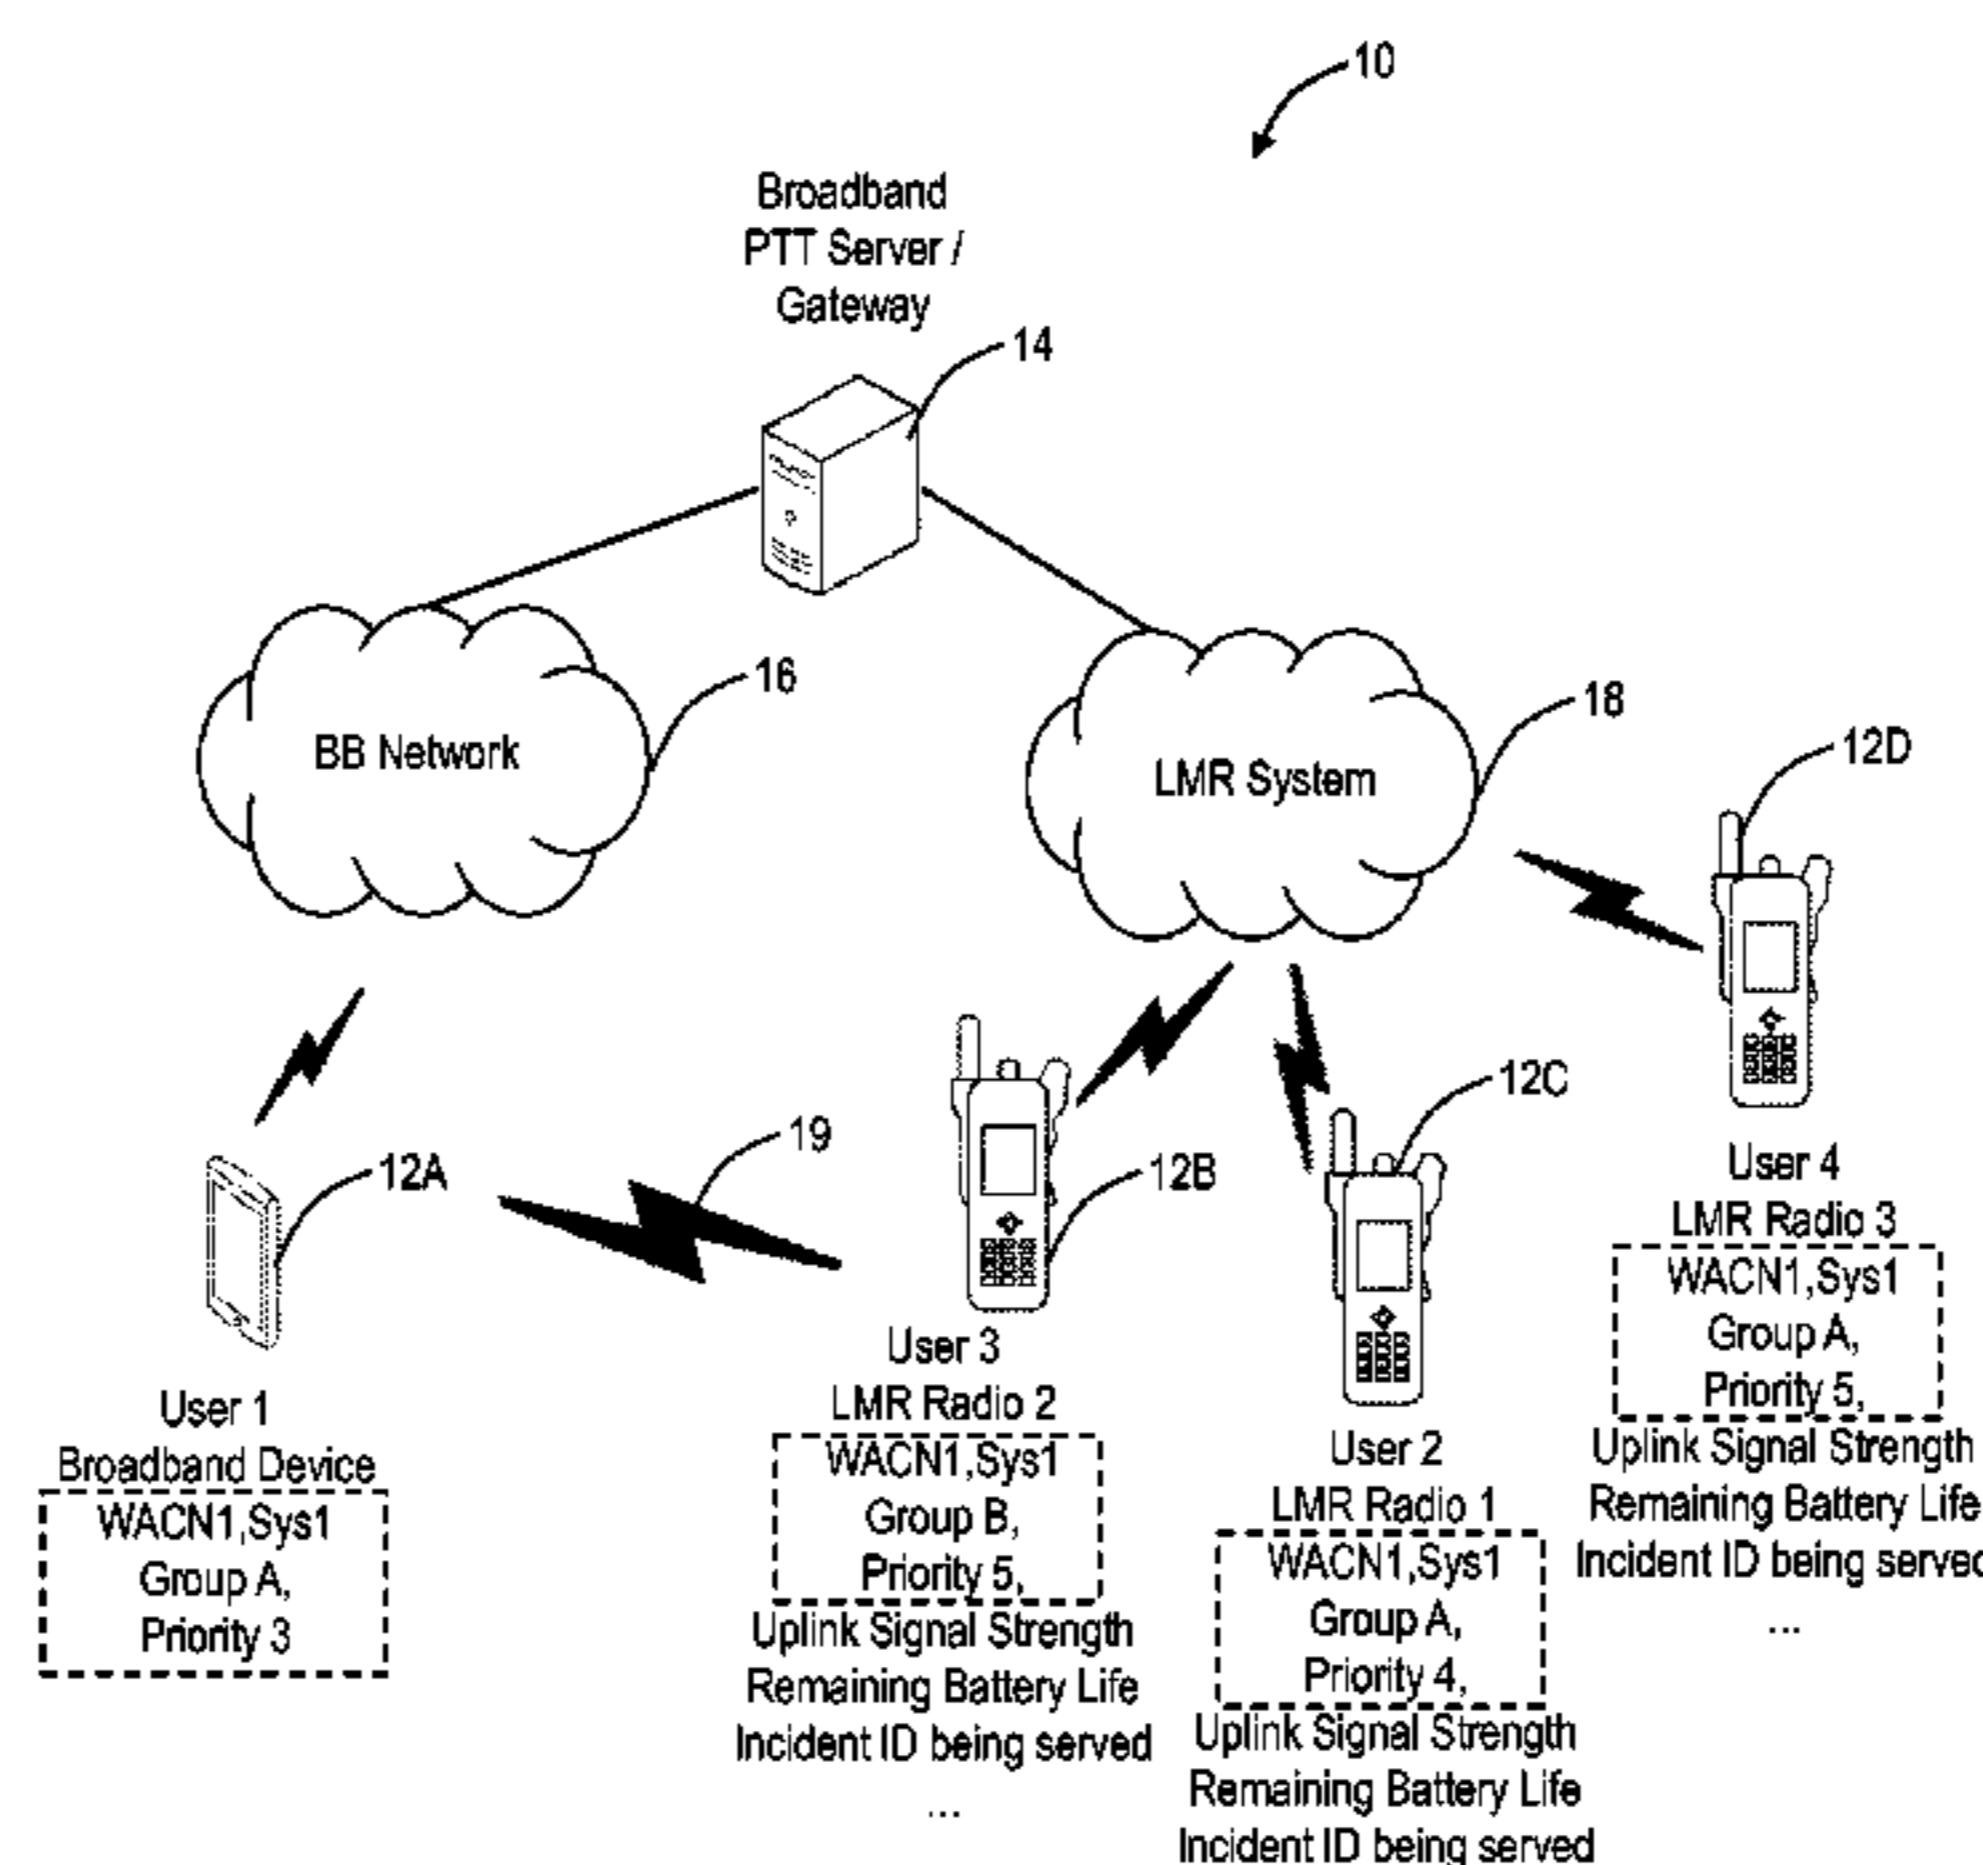 10
Broadband
PTT Server /
Gateway
14
16
BB Network
18
LMR System
12D
12C
19
12A
12B
User 4
LMR Radio 3
WACN1,Sys1
Group A,
Priority 5,
Uplink Signal Strength
Remaining Battery Life
Incident ID being served
...
User 3
LMR Radio 2
WACN1,Sys1
Group B,
Priority 5,
Uplink Signal Strength
Remaining Battery Life
Incident ID being served
...
User 1
Broadband Device
WACN1,Sys1
Group A,
Priority 3
User 2
LMR Radio 1
WACN1,Sys1
Group A,
Priority 4,
Uplink Signal Strength
Remaining Battery Life
Incident ID being served